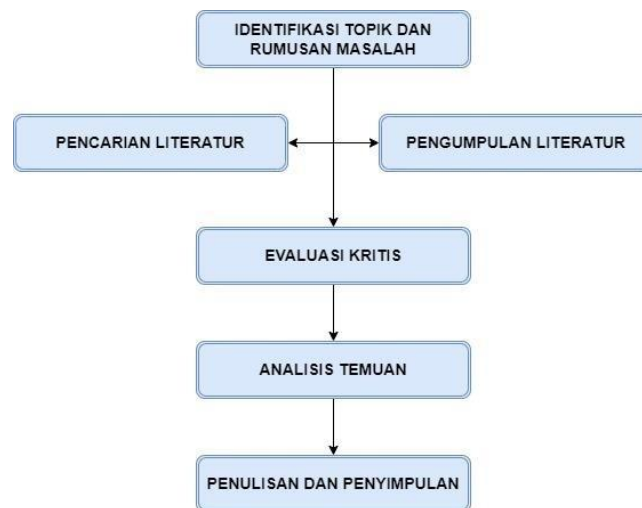 IDENTIFIKASI TOPIK DAN
RUMUSAN MASALAH
PENCARIAN LITERATUR
PENGUMPULAN LITERATUR
EVALUASI KRITIS
ANALISIS TEMUAN
PENULISAN DAN PENYIMPULAN